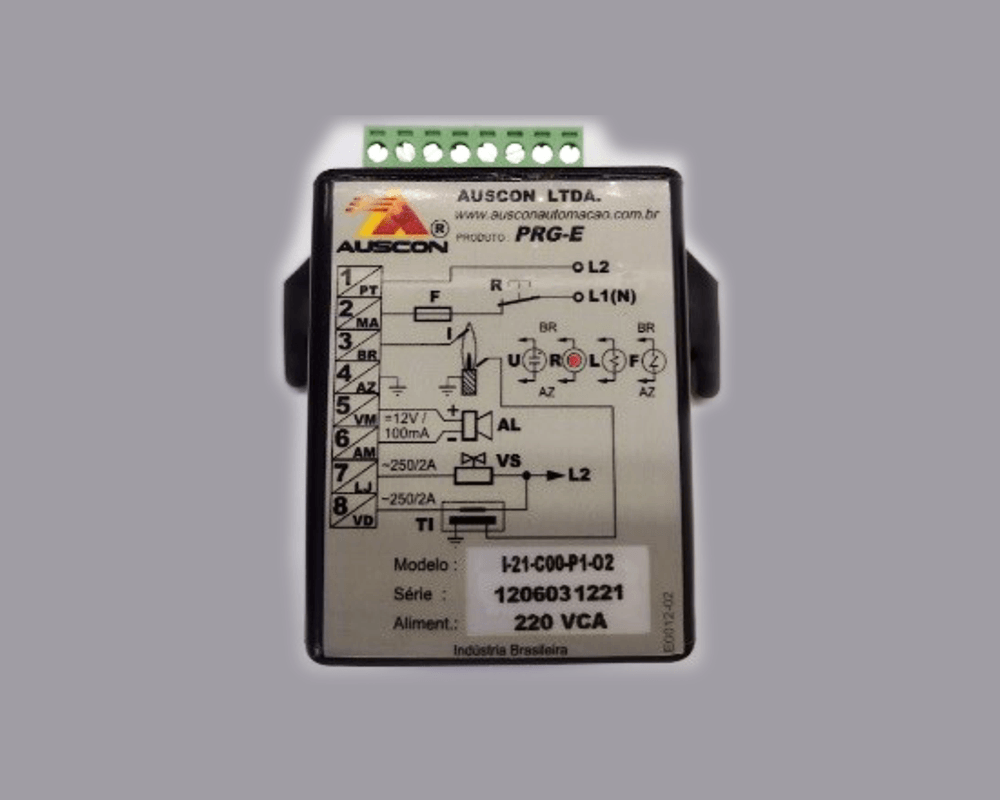 AUSCON LTDA.
www.ausconautomacao.com.br
PRODUTO: PRG-E
AUSCON ®
1 PT
L2
2 MA
F
R
L1(N)
3 BR
I
BR
BR
U
R
L
F
4 AZ
AZ
AZ
5 VM
=12V /
100mA
+
-
AL
6 AM
7 LJ
~250/2A
VS
L2
8 VD
~250/2A
TI
Modelo : I-21-C00-P1-02
Série : 1206031221
Aliment.: 220 VCA
Indústria Brasileira
E0012-02